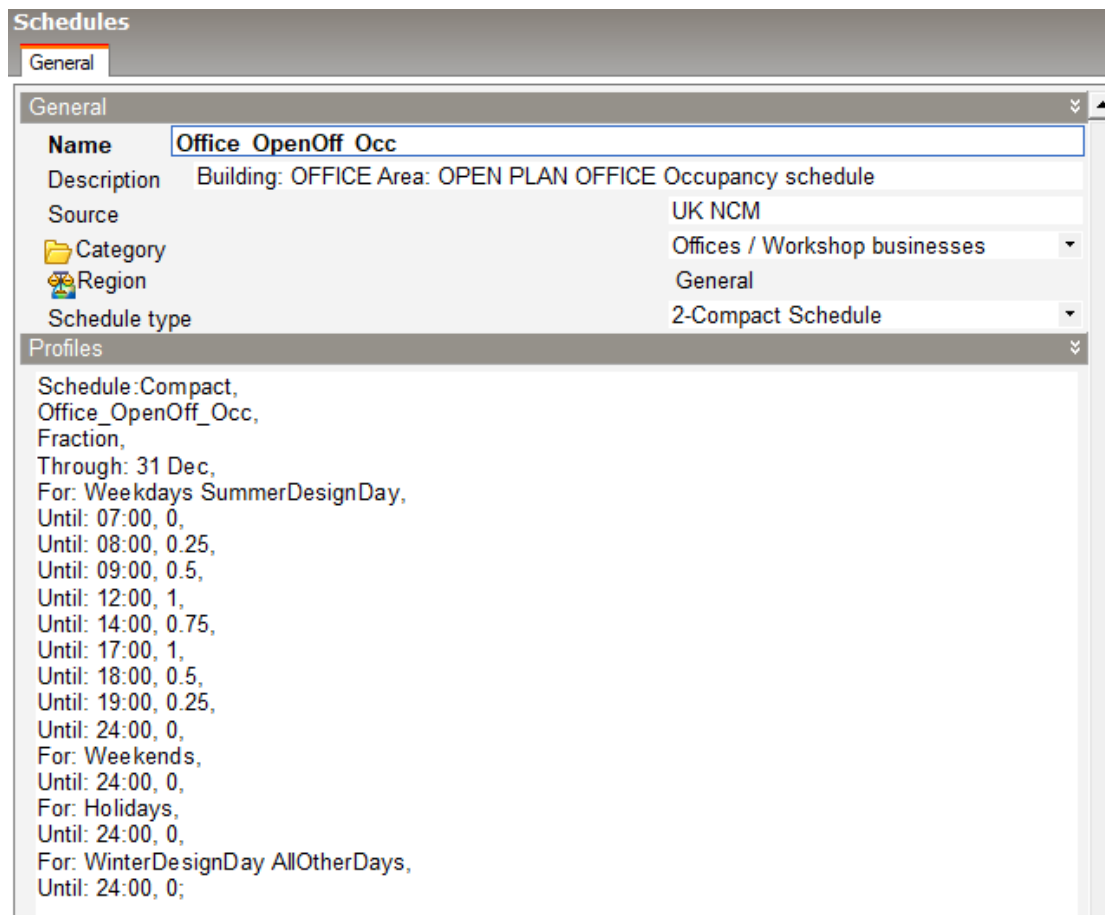 Schedules
General
General
Name Office_OpenOff_Occ
Description Building: OFFICE Area: OPEN PLAN OFFICE Occupancy schedule
Source UK NCM
Category Offices / Workshop businesses
Region General
Schedule type 2-Compact Schedule
Profiles
Schedule:Compact,
Office_OpenOff_Occ,
Fraction,
Through: 31 Dec,
For: Weekdays SummerDesignDay,
Until: 07:00, 0,
Until: 08:00, 0.25,
Until: 09:00, 0.5,
Until: 12:00, 1,
Until: 14:00, 0.75,
Until: 17:00, 1,
Until: 18:00, 0.5,
Until: 19:00, 0.25,
Until: 24:00, 0,
For: Weekends,
Until: 24:00, 0,
For: Holidays,
Until: 24:00, 0,
For: WinterDesignDay AllOtherDays,
Until: 24:00, 0;